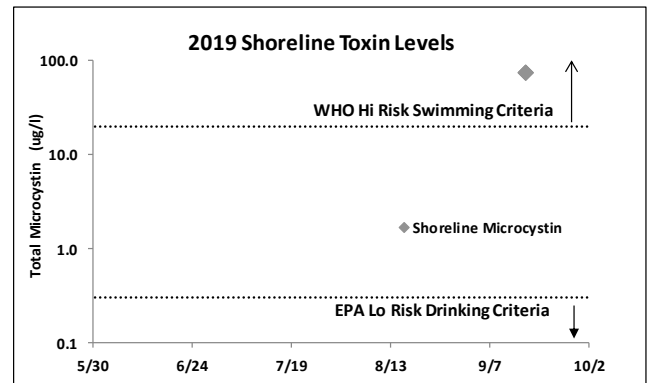 2019 Shoreline Toxin Levels
100.0
WHO Hi Risk Swimming Criteria
10.0
Total Microcystin (ug/l)
Shoreline Microcystin
1.0
EPA Lo Risk Drinking Criteria
0.1
5/30 6/24 7/19 8/13 9/7 10/2